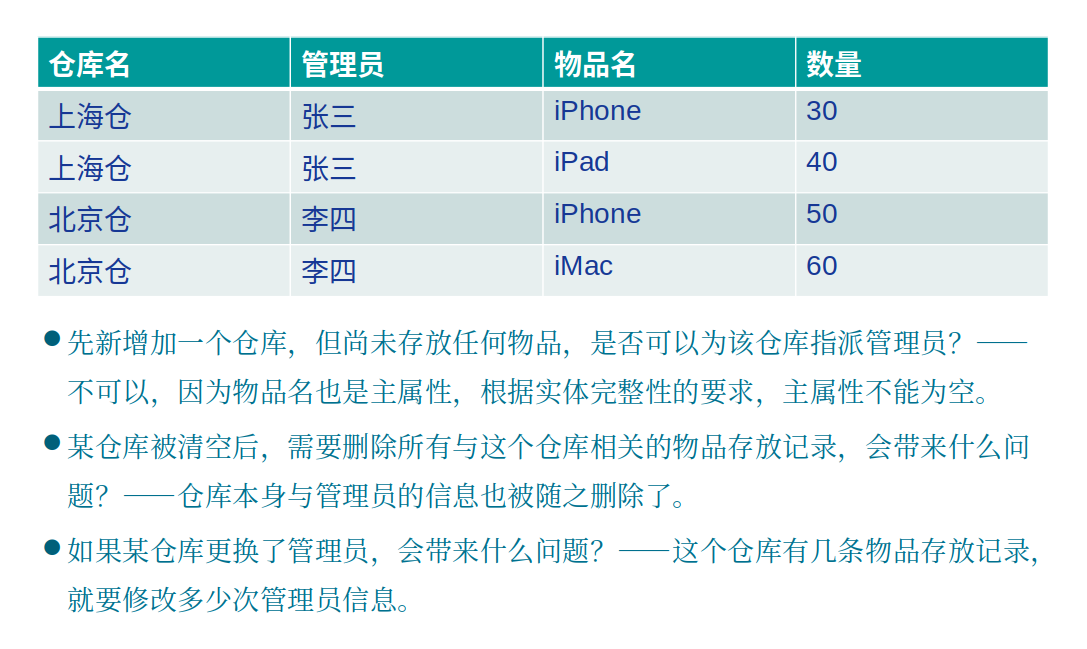 仓库名 管理员 物品名 数量
上海仓 张三 iPhone 30
上海仓 张三 iPad 40
北京仓 李四 iPhone 50
北京仓 李四 iMac 60
●先新增加一个仓库，但尚未存放任何物品，是否可以为该仓库指派管理员？——
不可以，因为物品名也是主属性，根据实体完整性的要求，主属性不能为空。
●某仓库被清空后，需要删除所有与这个仓库相关的物品存放记录，会带来什么问
题？——仓库本身与管理员的信息也被随之删除了。
●如果某仓库更换了管理员，会带来什么问题？——这个仓库有几条物品存放记录，
就要修改多少次管理员信息。